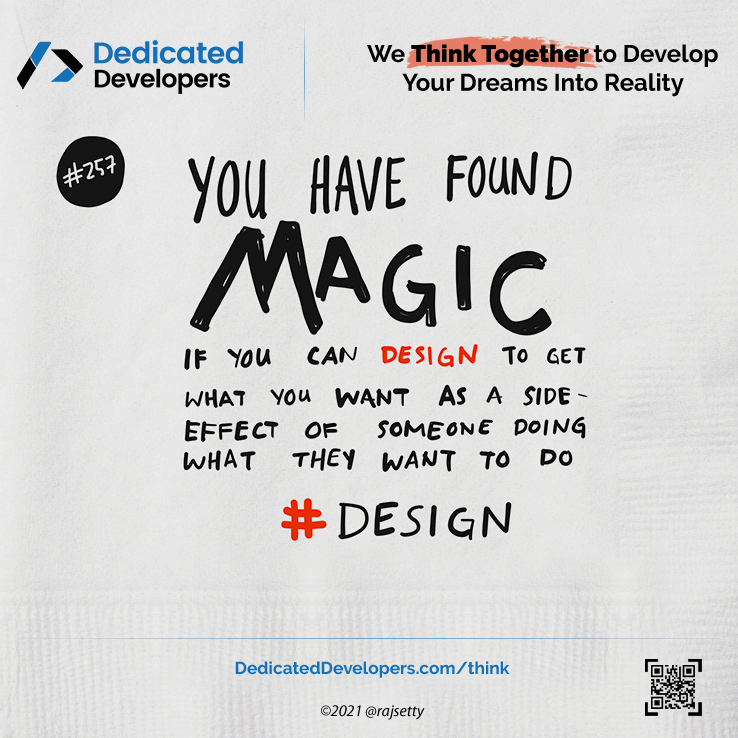 Dedicated
Developers
We Think Together to Develop
Your Dreams Into Reality
#257
YOU HAVE FOUND
MAGIC
IF YOU CAN DESIGN TO GET
WHAT YOU WANT AS A SIDE-
EFFECT OF SOMEONE DOING
WHAT THEY WANT TO DO
#DESIGN
DedicatedDevelopers.com/think
©2021 @rajsetty